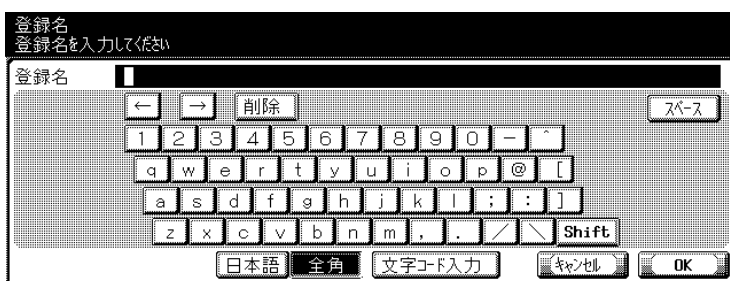 登録名
登録名を入力してください
登録名
← → 削除 スペース
1 2 3 4 5 6 7 8 9 0 － ＾
q w e r t y u i o p @ [
a s d f g h j k l ; : ]
z x c v b n m , . ／ ＼ Shift
日本語 全角 文字コード入力 キャンセル OK